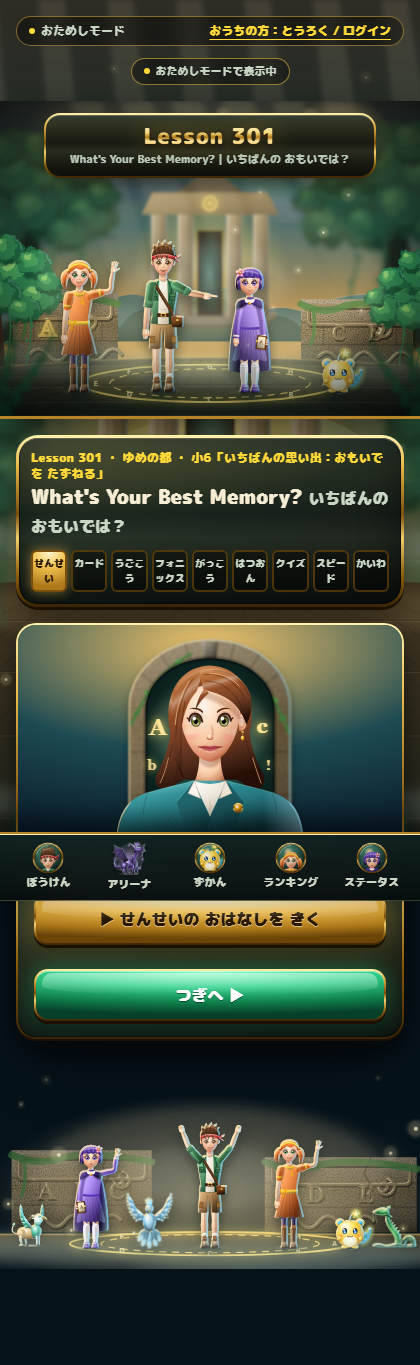 おためしモード
おうちの方：とうろく / ログイン
おためしモードで表示中
Lesson 301
What's Your Best Memory? | いちばんの おもいでは？
A
C
Lesson 301 ・ ゆめの都 ・ 小6「いちばんの思い出：おもいで
を たずねる」
What's Your Best Memory? いちばんの
おもいでは？
せんせ
い
カード
うごこ
う
フォニ
ックス
がっこ
う
はつお
ん
クイズ
スピー
ド
かいわ
A
c
b
!
ぼうけん
アリーナ
ずかん
ランキング
ステータス
▶ せんせいの おはなしを きく
つぎへ ▶
A
D
E